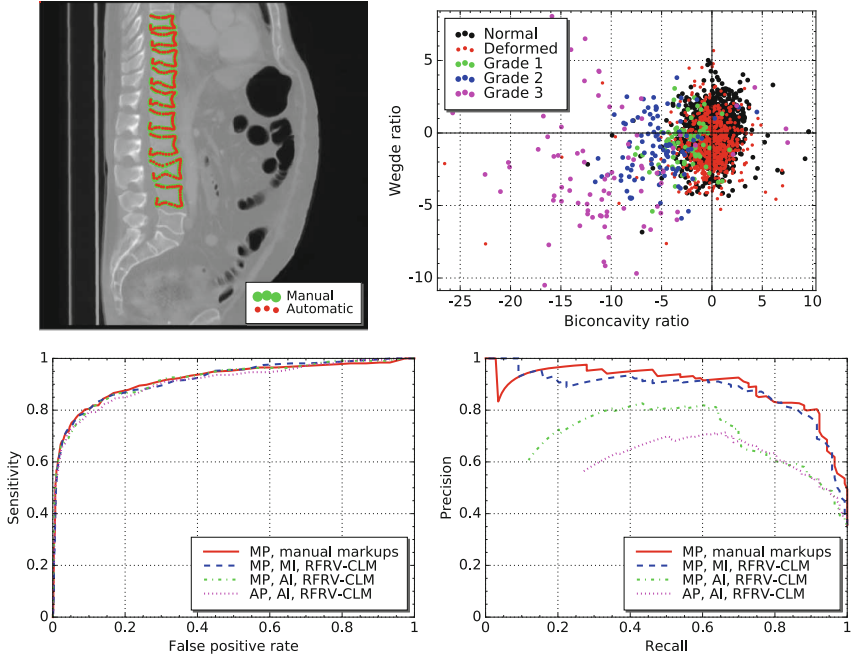 Manual
Automatic
Normal
Deformed
Grade 1
Grade 2
Grade 3
Wegde ratio
5
0
-5
-10
-25
-20
-15
-10
-5
0
5
10
Biconcavity ratio
Sensitivity
1
0.8
0.6
0.4
0.2
0
0.2
0.4
0.6
0.8
1
MP, manual markups
MP, MI, RFRV-CLM
MP, AI, RFRV-CLM
AP, AI, RFRV-CLM
False positive rate
Precision
1
0.8
0.6
0.4
0.2
0
0
0.2
0.4
0.6
0.8
1
MP, manual markups
MP, MI, RFRV-CLM
MP, AI, RFRV-CLM
AP, AI, RFRV-CLM
Recall